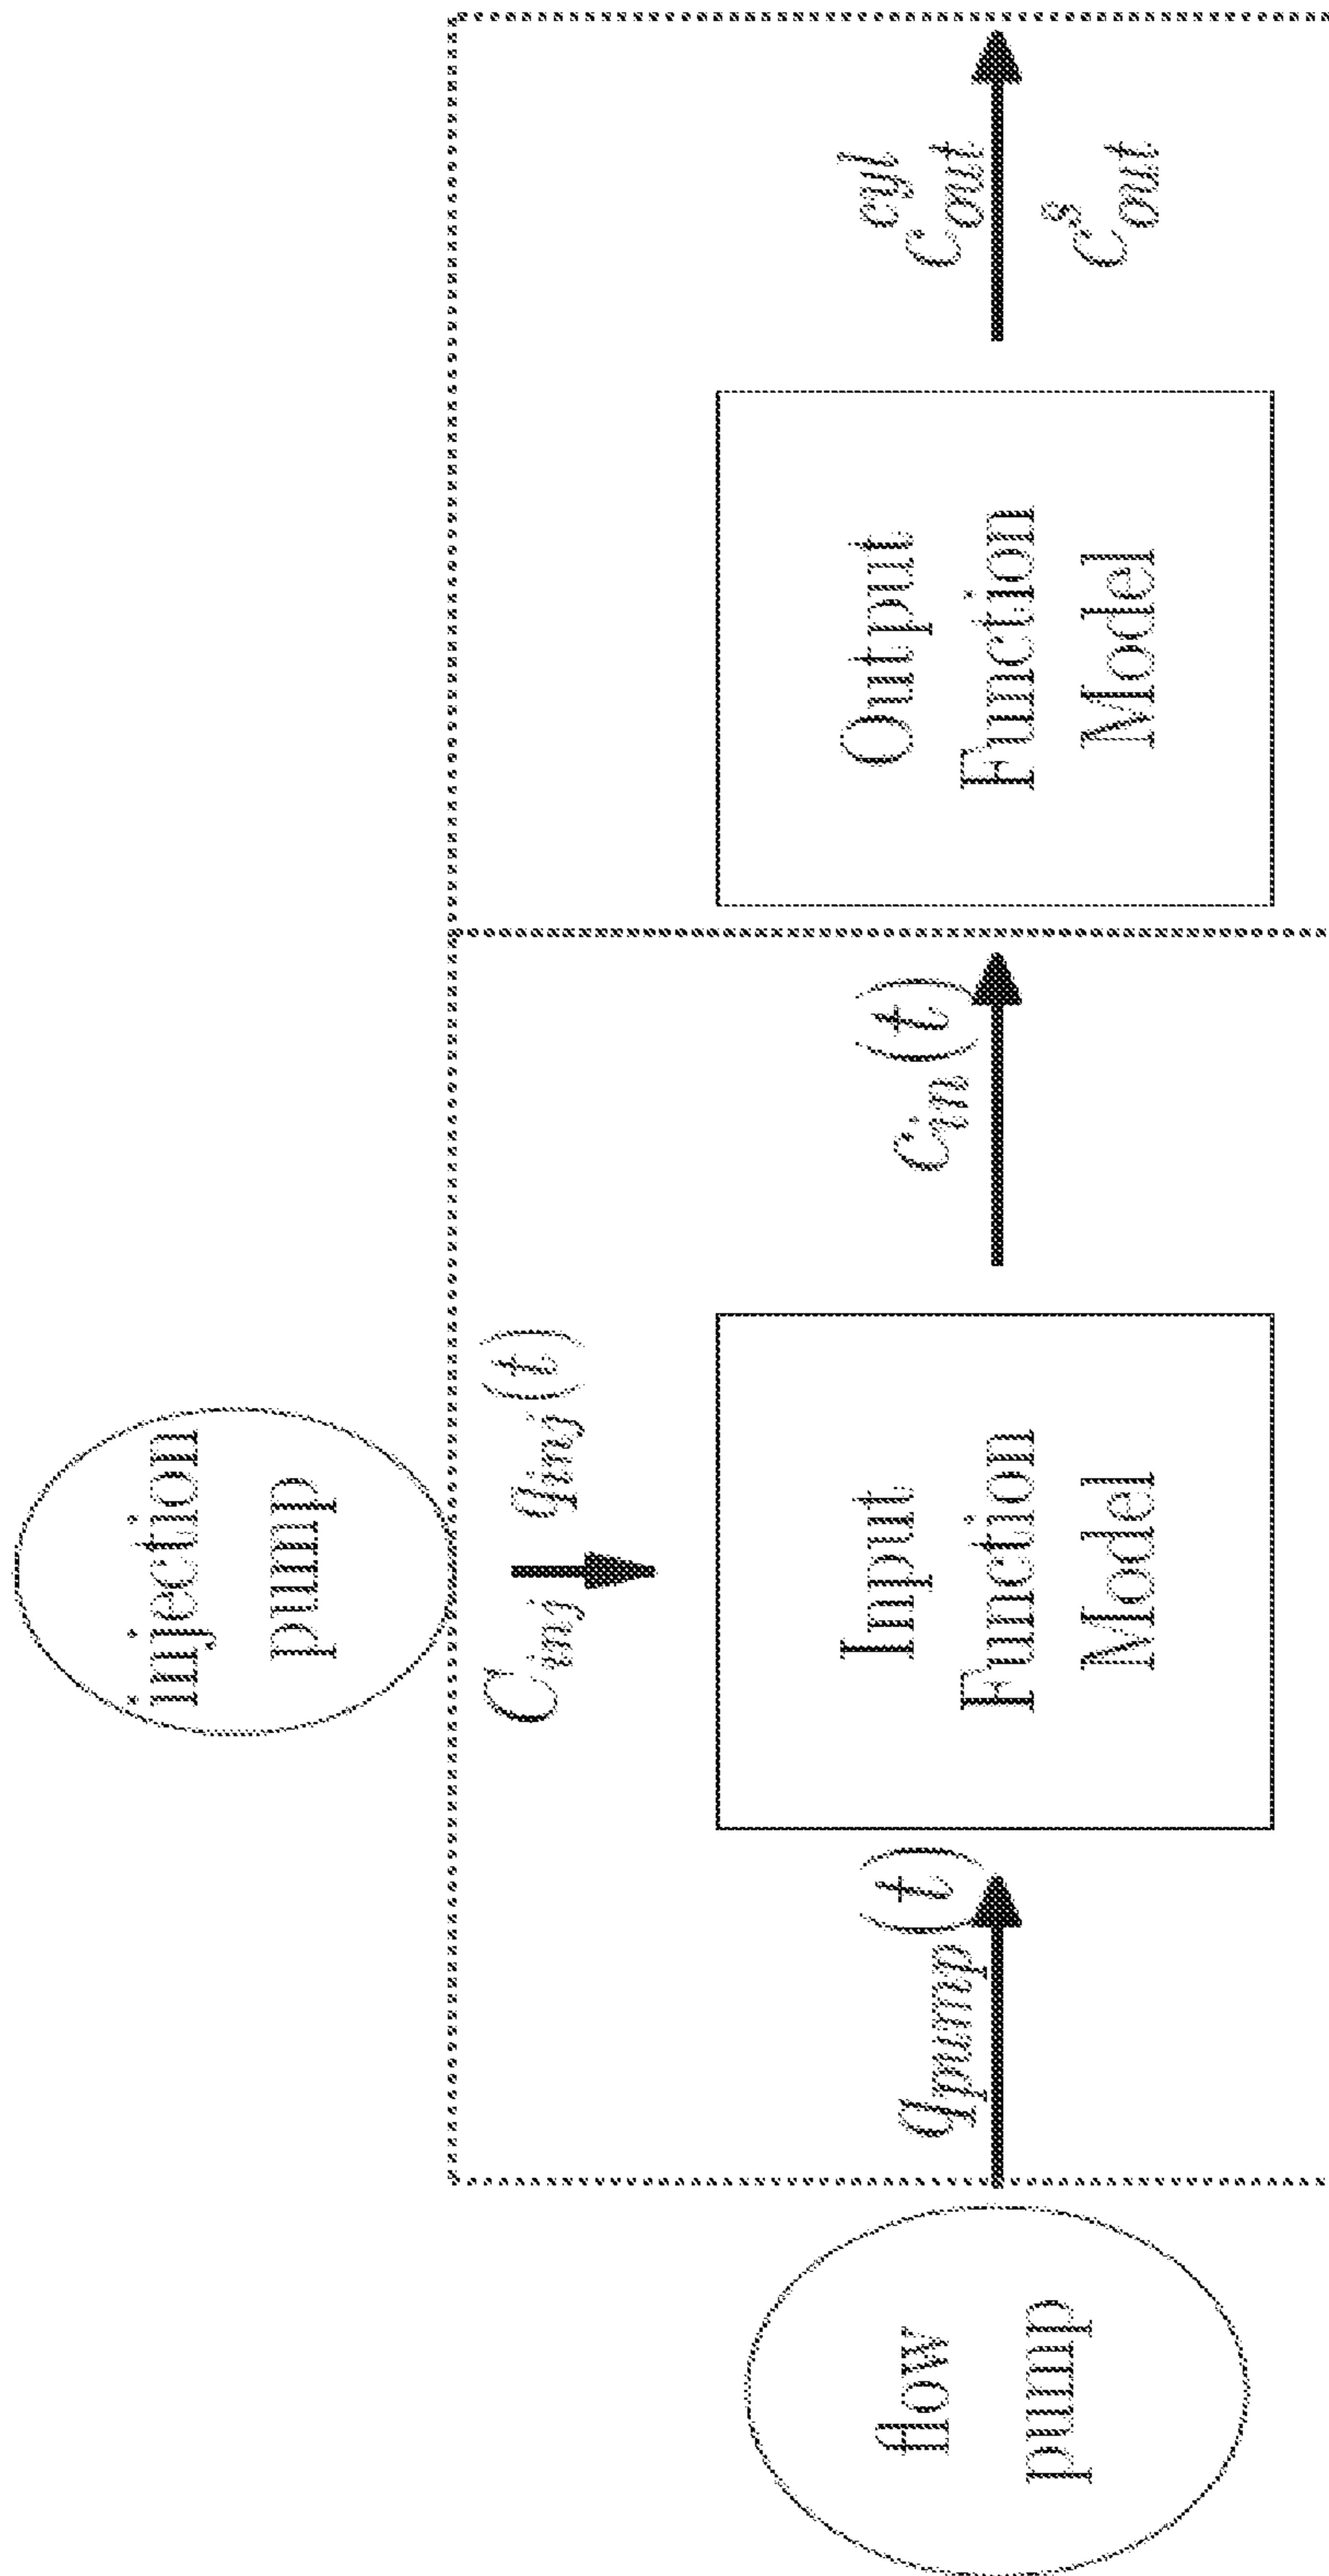 injection
pump
C_inj q_inj(t)
flow
pump
q_pump(t)
Input
Function
Model
c_in(t)
Output
Function
Model
c_out^cyl
c_out^s